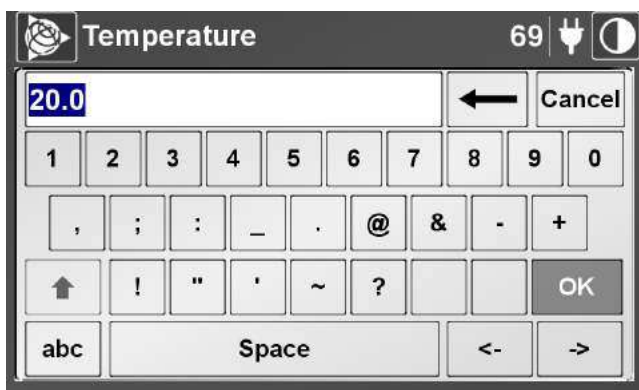 Temperature 69
20.0 Cancel
1 2 3 4 5 6 7 8 9 0
, ; : _ . @ & - +
! " ' ~ ? OK
abc Space <- ->